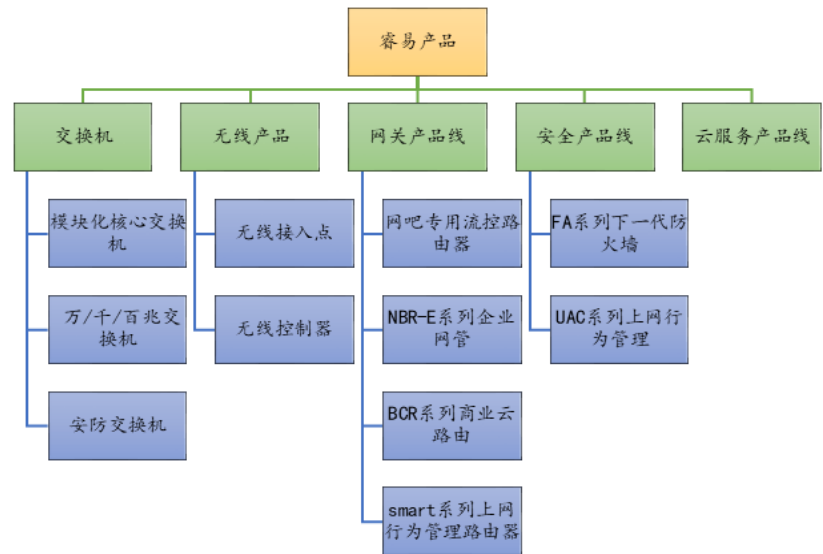 睿易产品
交换机
无线产品
网关产品线
安全产品线
云服务产品线
模块化核心交换
机
万/千/百兆交
换机
安防交换机
无线接入点
无线控制器
网吧专用流控路
由器
NBR-E系列企业
网管
BCR系列商业云
路由
smart系列上网
行为管理路由器
FA系列下一代防
火墙
UAC系列上网行
为管理